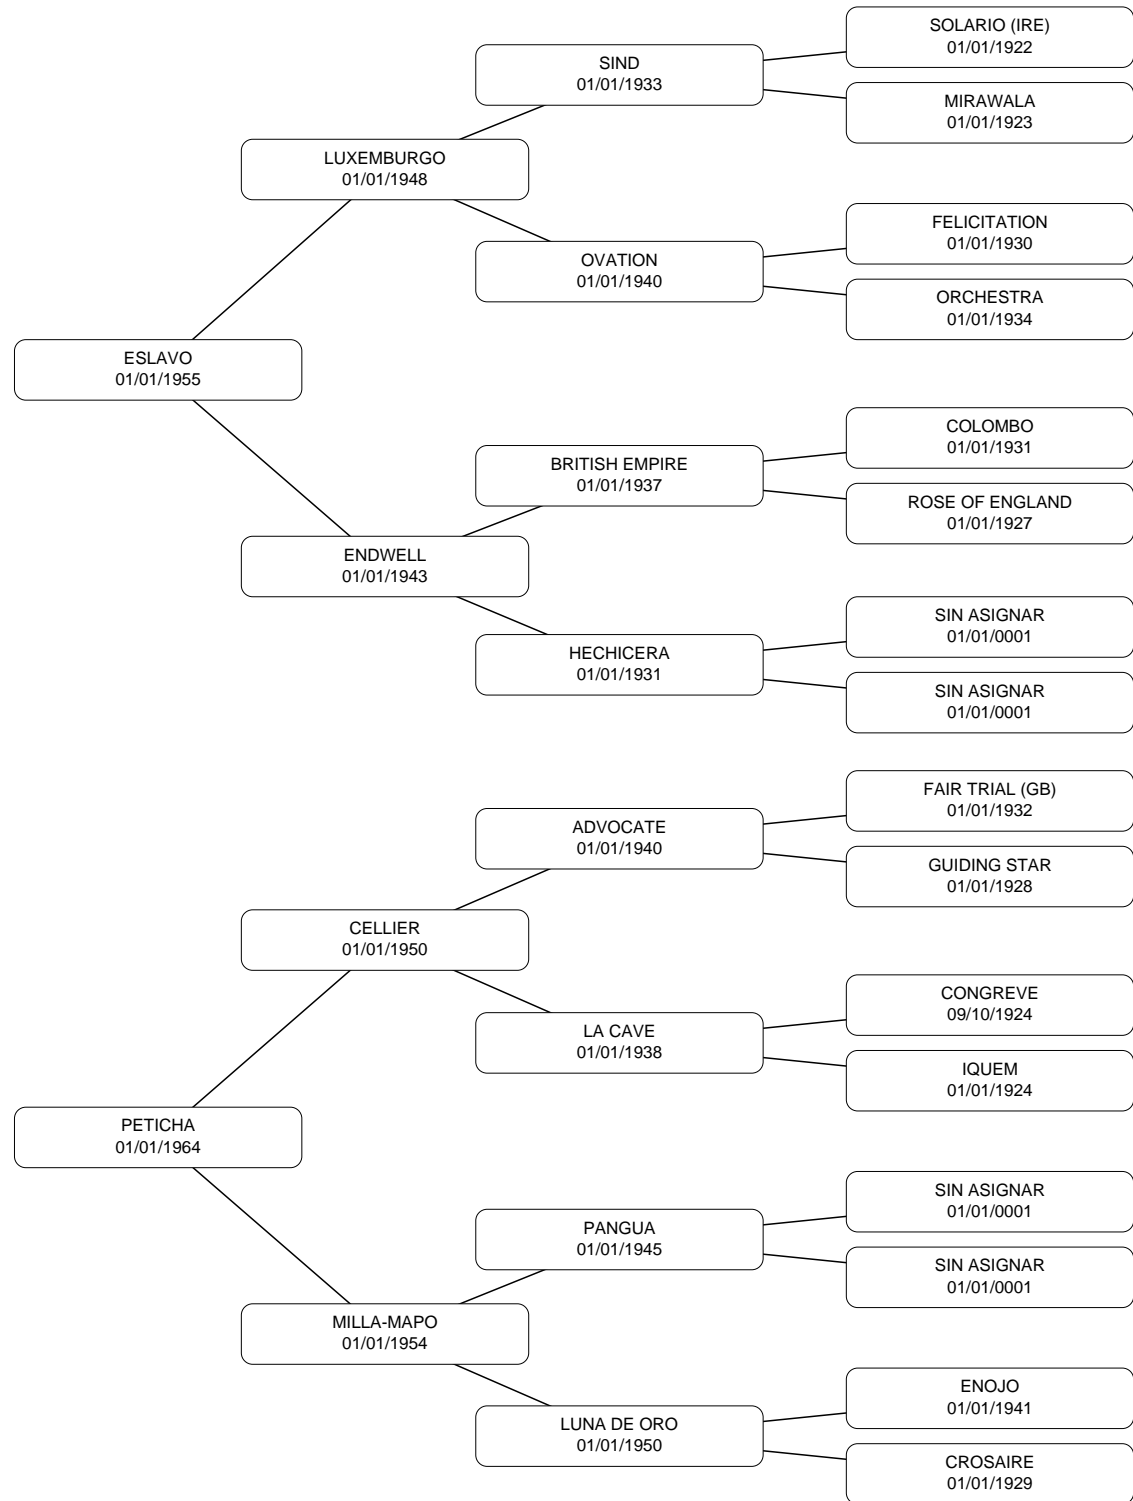 SOLARIO (IRE)
01/01/1922
SIND
01/01/1933
MIRAWALA
01/01/1923
LUXEMBURGO
01/01/1948
FELICITATION
01/01/1930
OVATION
01/01/1940
ORCHESTRA
01/01/1934
ESLAVO
01/01/1955
COLOMBO
01/01/1931
BRITISH EMPIRE
01/01/1937
ROSE OF ENGLAND
01/01/1927
ENDWELL
01/01/1943
SIN ASIGNAR
01/01/0001
HECHICERA
01/01/1931
SIN ASIGNAR
01/01/0001
FAIR TRIAL (GB)
01/01/1932
ADVOCATE
01/01/1940
GUIDING STAR
01/01/1928
CELLIER
01/01/1950
CONGREVE
09/10/1924
LA CAVE
01/01/1938
IQUEM
01/01/1924
PETICHA
01/01/1964
SIN ASIGNAR
01/01/0001
PANGUA
01/01/1945
SIN ASIGNAR
01/01/0001
MILLA-MAPO
01/01/1954
ENOJO
01/01/1941
LUNA DE ORO
01/01/1950
CROSAIRE
01/01/1929